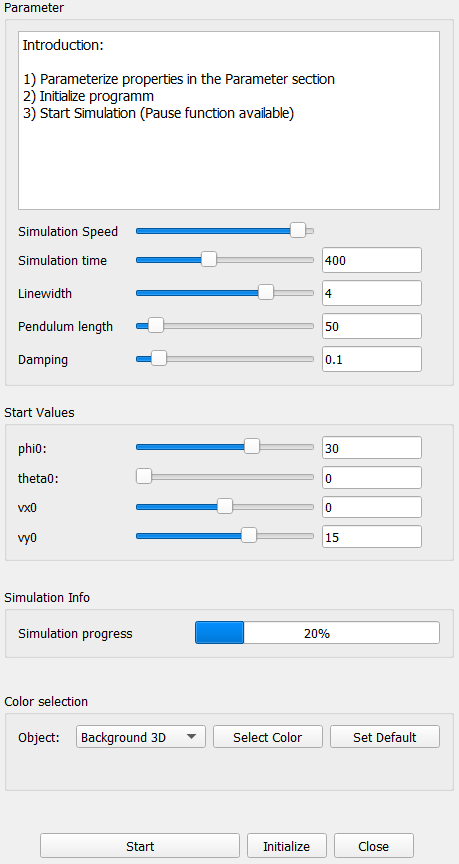 Parameter
Introduction:
1) Parameterize properties in the Parameter section
2) Initialize programm
3) Start Simulation (Pause function available)
Simulation Speed
Simulation time 400
Linewidth 4
Pendulum length 50
Damping 0.1
Start Values
phi0: 30
theta0: 0
vx0 0
vy0 15
Simulation Info
Simulation progress 20%
Color selection
Object: Background 3D Select Color Set Default
Start Initialize Close